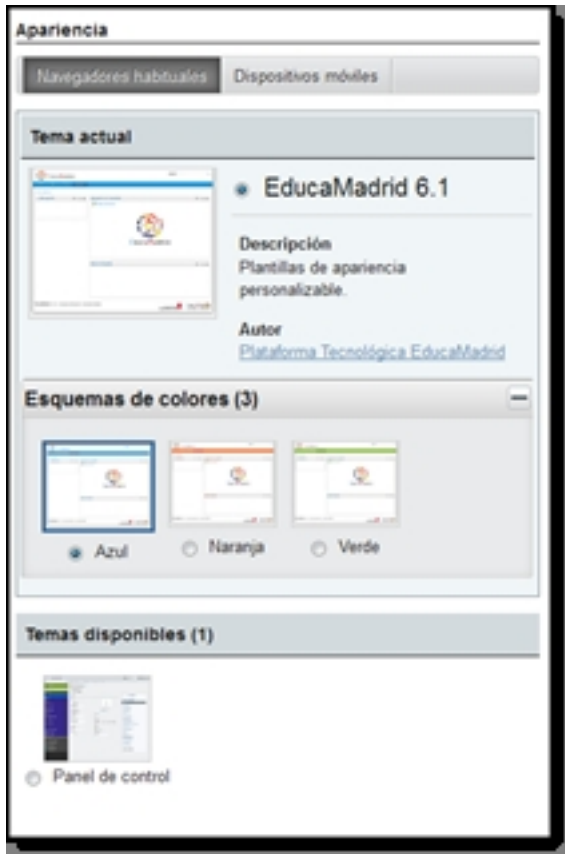 Apariencia
Navegadores habituales
Dispositivos móviles
Tema actual
EducaMadrid 6.1
Descripción
Plantillas de apariencia
personalizable.
Autor
Plataforma Tecnológica EducaMadrid
Esquemas de colores (3)
Azul
Naranja
Verde
Temas disponibles (1)
Panel de control